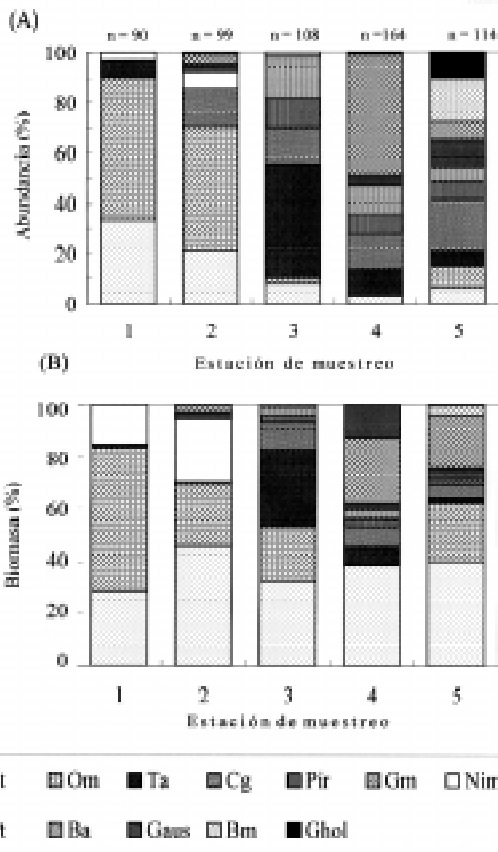 (A)
n = 90 n = 99 n = 108 n =164 n = 114
100
80
60
40
20
0
Abundancia (%)
1 2 3 4 5
Estación de muestreo
(B)
100
80
60
40
20
0
Biomasa (%)
1 2 3 4 5
Estación de muestreo
t Om Ta Cg Pir Gm Nim
t Ba Gaus Bm Ghol